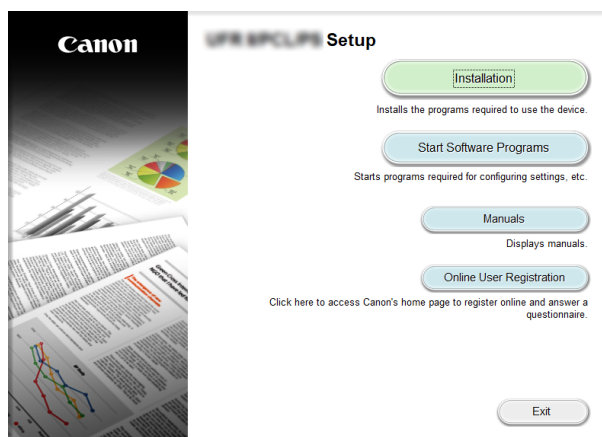 Canon
Setup
Installation
Installs the programs required to use the device.
Start Software Programs
Starts programs required for configuring settings, etc.
Manuals
Displays manuals.
Online User Registration
Click here to access Canon's home page to register online and answer a
questionnaire.
Exit